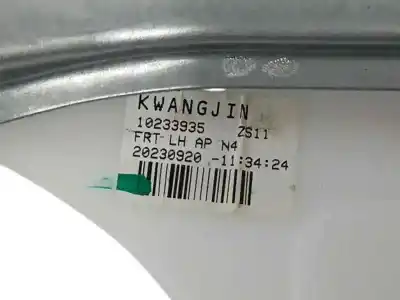 KWANGJIN
10233935 ZS11
FRT LH AP N4
20230920 -11:34:24